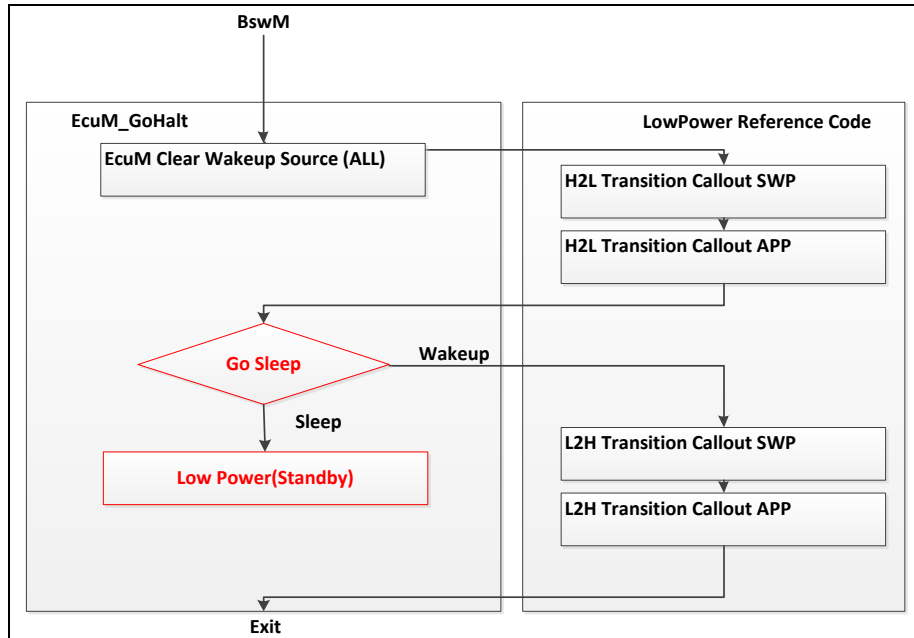 BswM
EcuM_GoHalt
LowPower Reference Code
EcuM Clear Wakeup Source (ALL)
H2L Transition Callout SWP
H2L Transition Callout APP
Go Sleep
Wakeup
Sleep
L2H Transition Callout SWP
Low Power(Standby)
L2H Transition Callout APP
Exit